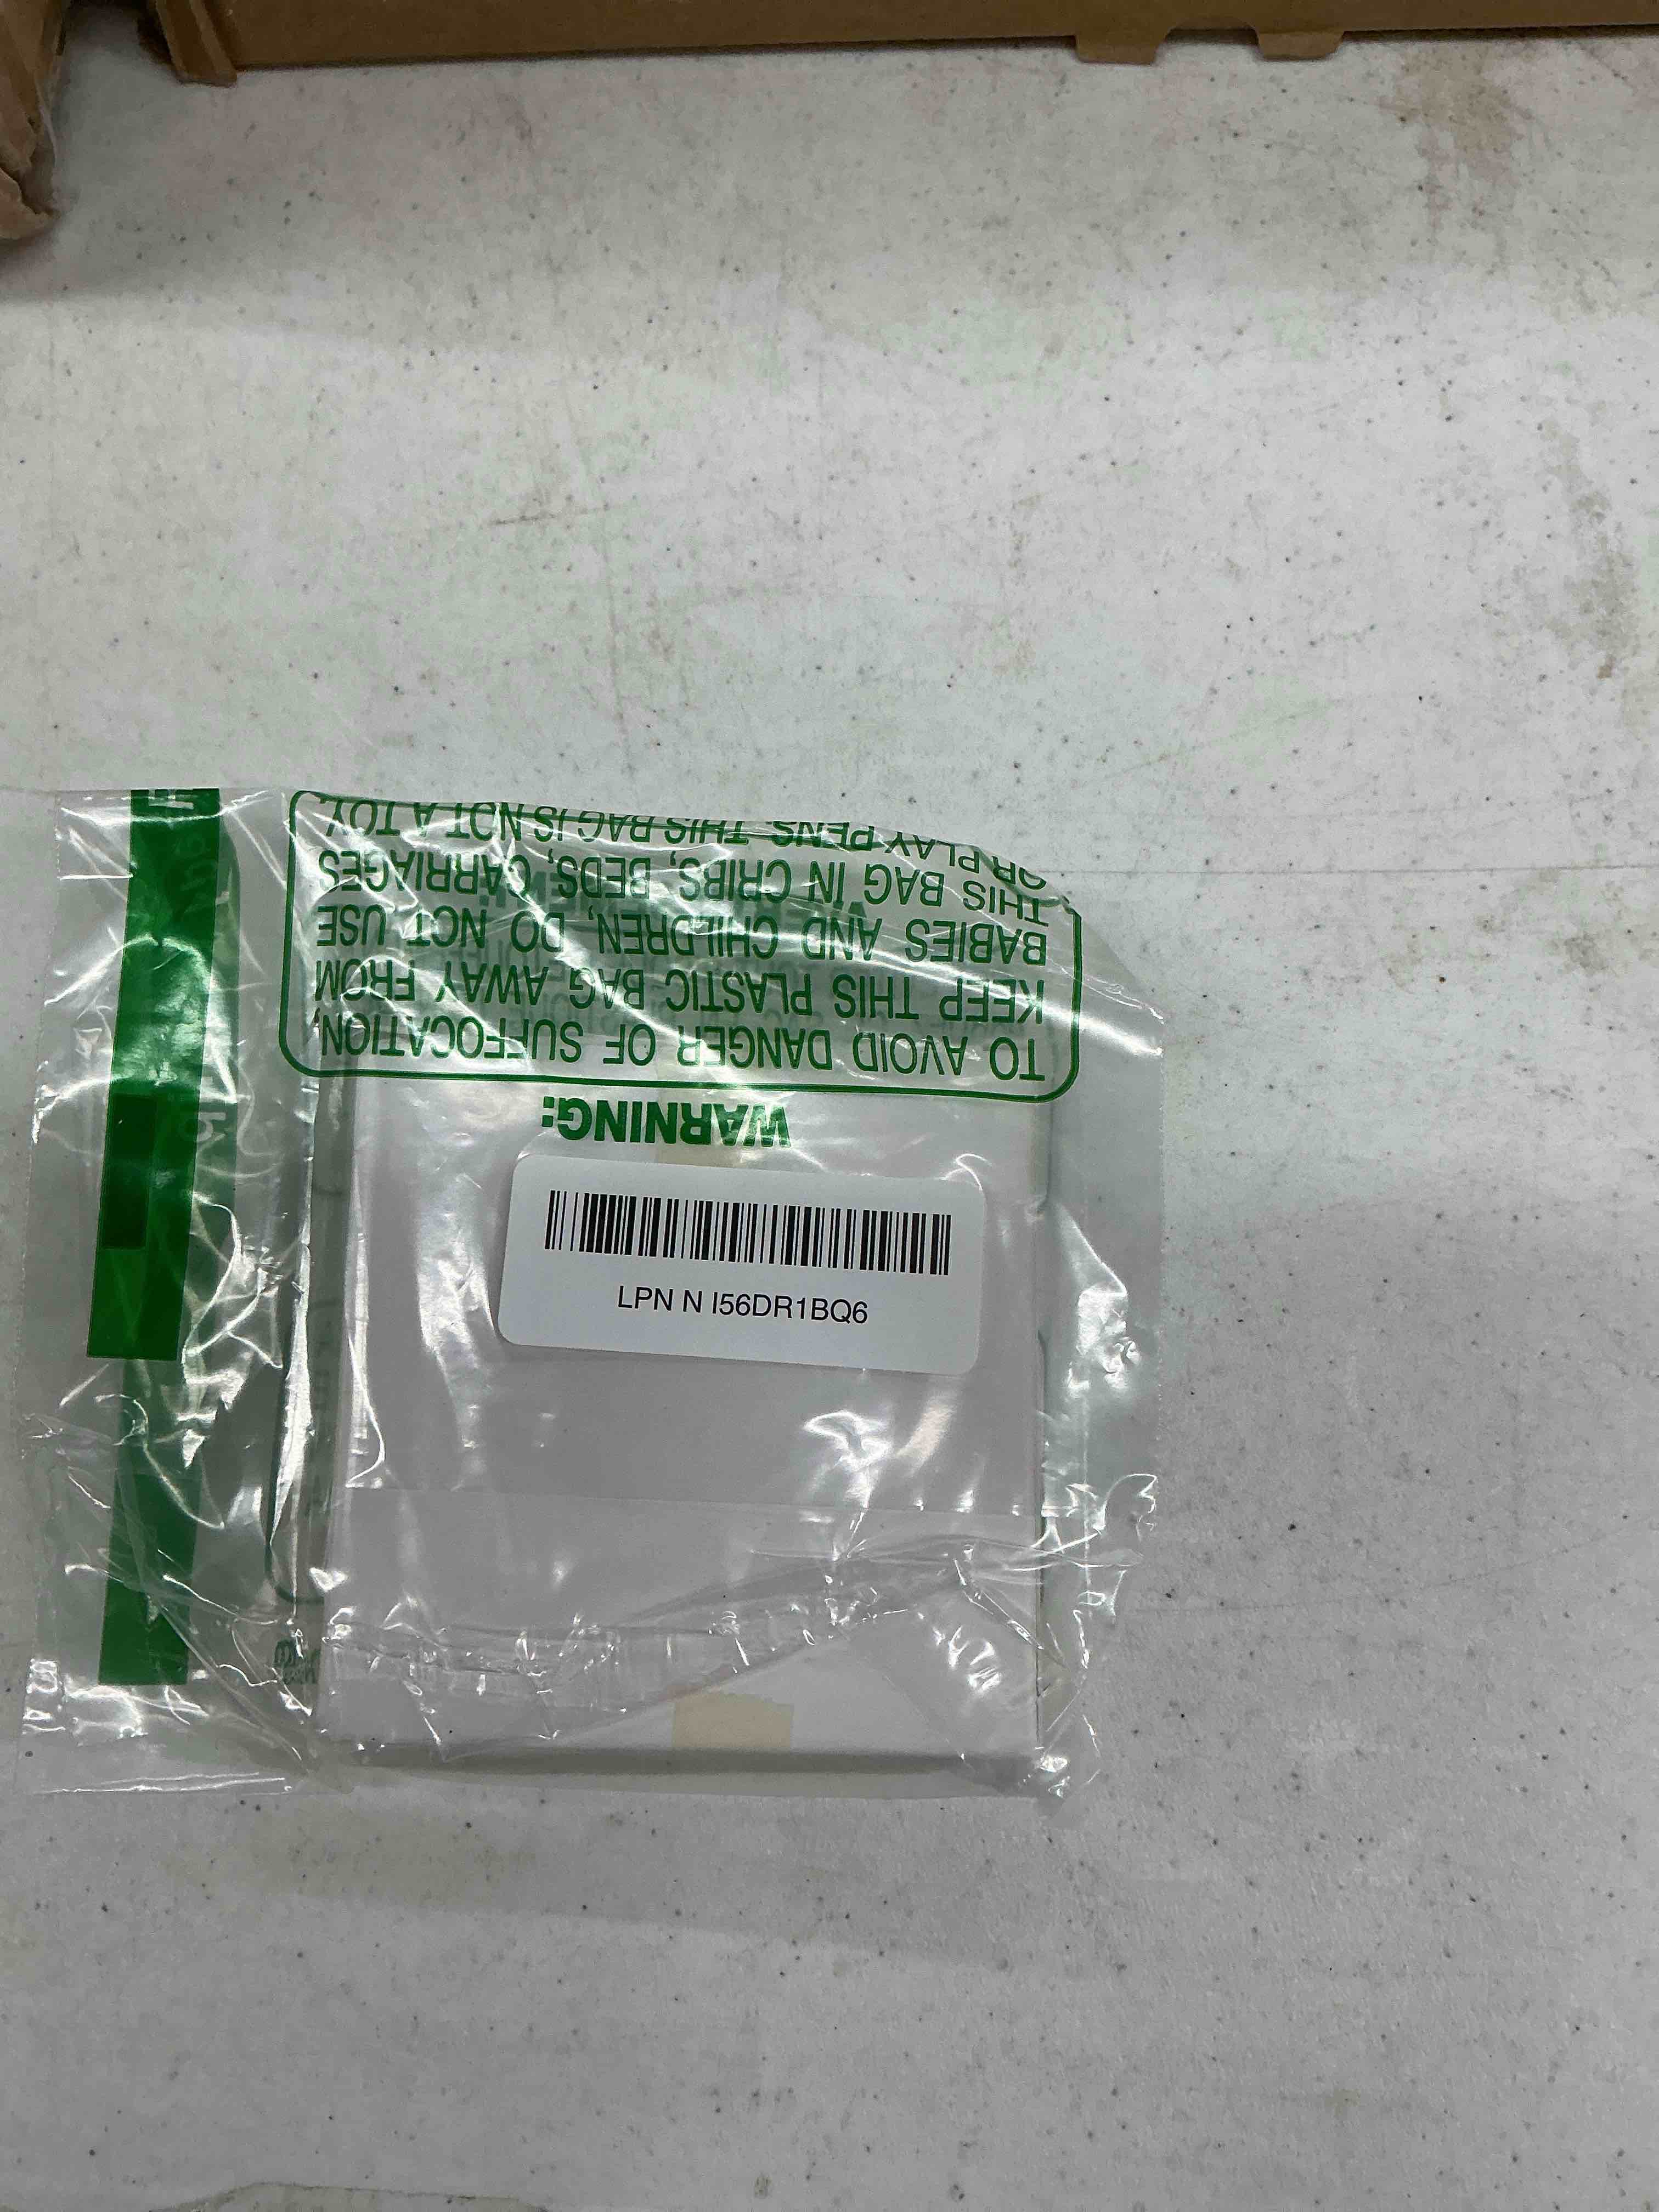 WARNING:
TO AVOID DANGER OF SUFFOCATION,
KEEP THIS PLASTIC BAG AWAY FROM
BABIES AND CHILDREN, DO NOT USE
THIS BAG IN CRIBS, BEDS, CARRIAGES
OR PLAY PENS. THIS BAG IS NOT A TOY.
LPN N I56DR1BQ6